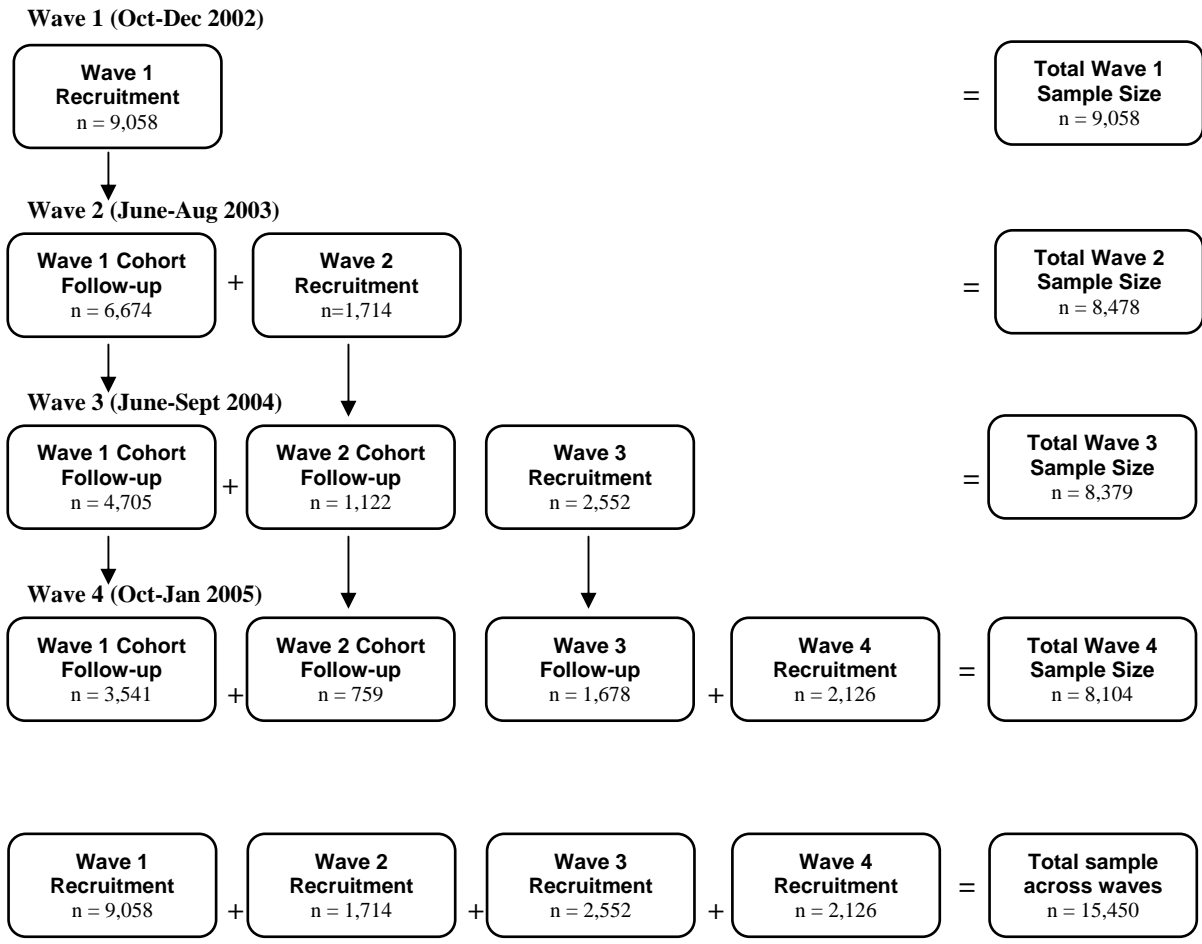 Wave 1 (Oct-Dec 2002)
Wave 1
Recruitment
n = 9,058
=
Total Wave 1
Sample Size
n = 9,058
Wave 2 (June-Aug 2003)
Wave 1 Cohort
Follow-up
n = 6,674
+
Wave 2
Recruitment
n=1,714
=
Total Wave 2
Sample Size
n = 8,478
Wave 3 (June-Sept 2004)
Wave 1 Cohort
Follow-up
n = 4,705
+
Wave 2 Cohort
Follow-up
n = 1,122
Wave 3
Recruitment
n = 2,552
=
Total Wave 3
Sample Size
n = 8,379
Wave 4 (Oct-Jan 2005)
Wave 1 Cohort
Follow-up
n = 3,541
+
Wave 2 Cohort
Follow-up
n = 759
Wave 3
Follow-up
n = 1,678
+
Wave 4
Recruitment
n = 2,126
=
Total Wave 4
Sample Size
n = 8,104
Wave 1
Recruitment
n = 9,058
+
Wave 2
Recruitment
n = 1,714
+
Wave 3
Recruitment
n = 2,552
+
Wave 4
Recruitment
n = 2,126
=
Total sample
across waves
n = 15,450